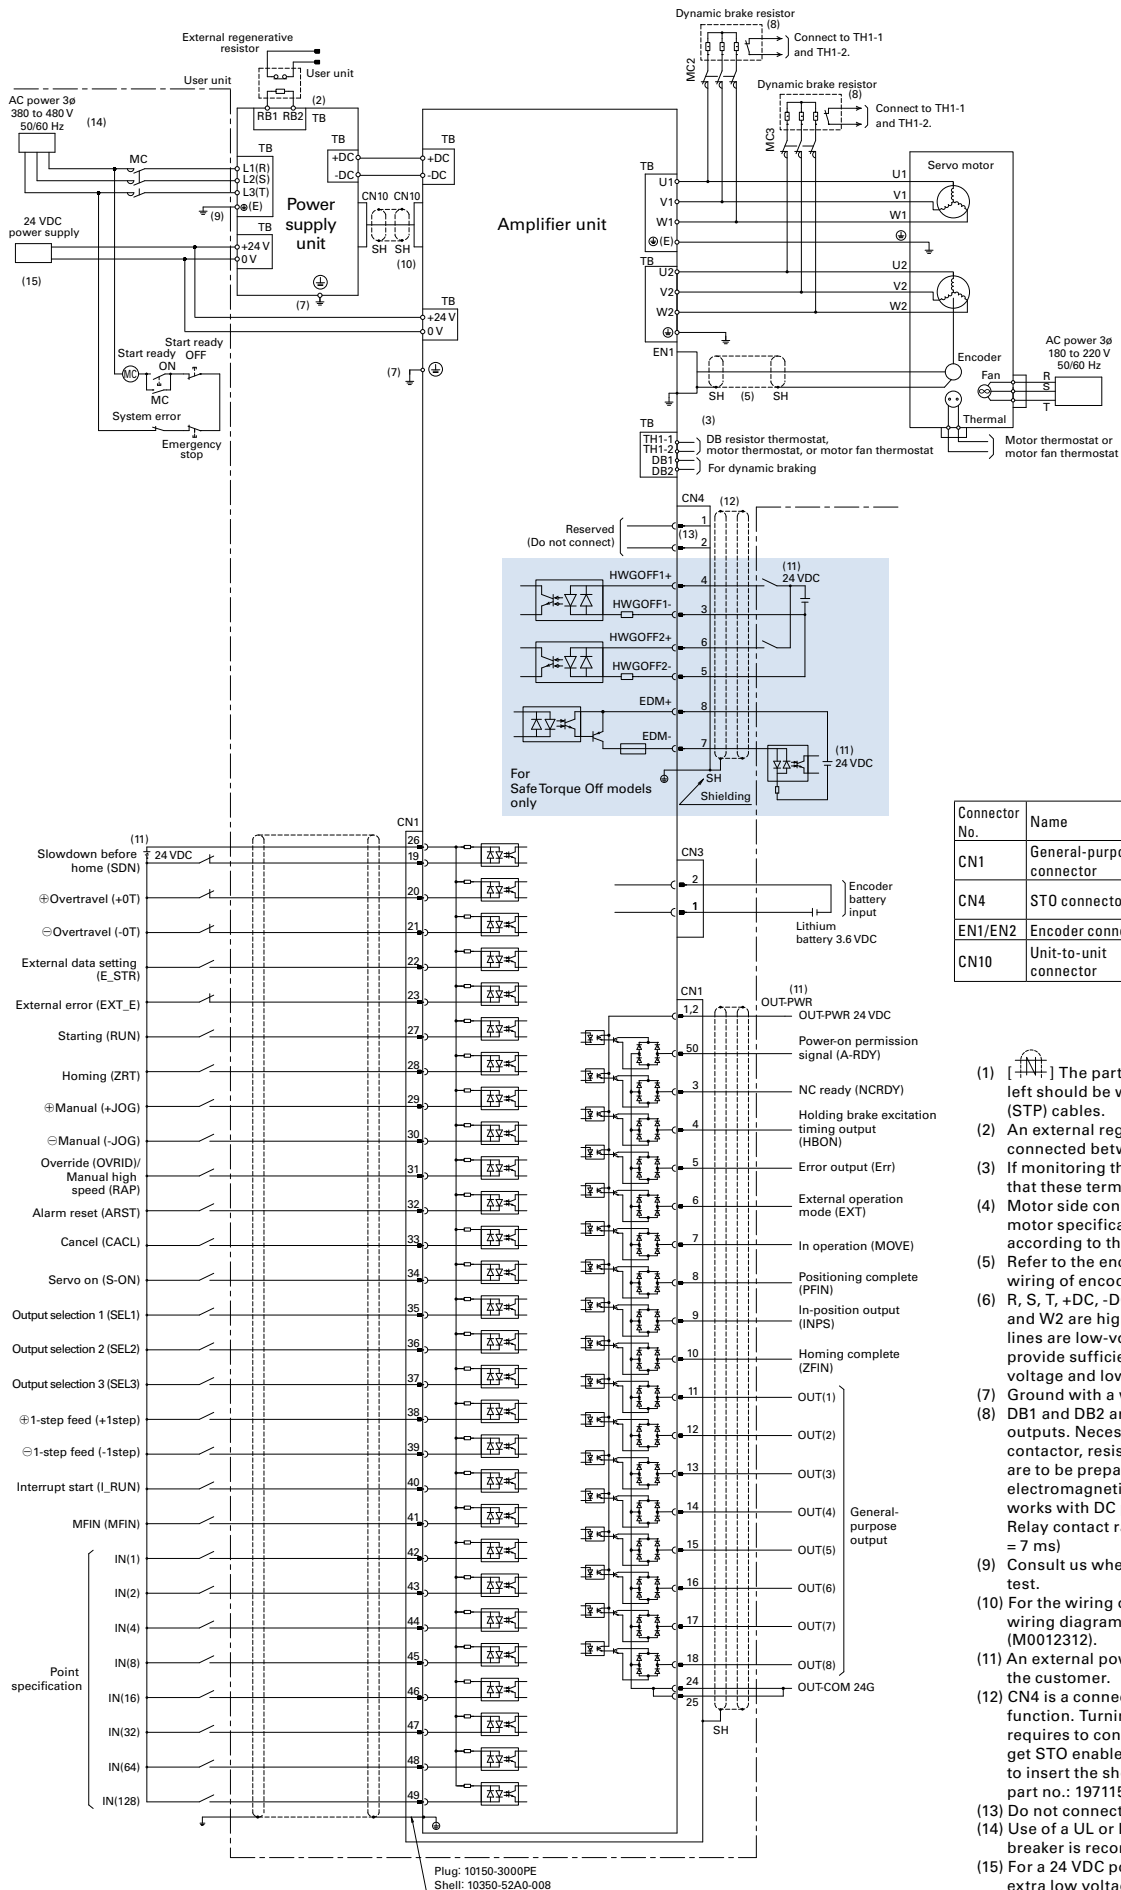 Dynamic brake resistor
(8)
Connect to TH1-1
and TH1-2.
MC2
External regenerative
resistor
User unit
User unit
(2)
RB1 RB2 TB
Dynamic brake resistor
(8)
Connect to TH1-1
and TH1-2.
MC3
AC power 3ø
380 to 480 V
50/60 Hz
(14)
MC
TB
L1(R)
L2(S)
L3(T)
(E)
(9)
TB
+24 V
0 V
24 VDC
power supply
(15)
Power
supply
unit
(7)
TB
+DC
-DC
CN10 CN10
SH SH
(10)
TB
+DC
-DC
Amplifier unit
TB
+24 V
0 V
(7)
TB
U1
V1
W1
(E)
TB
U2
V2
W2
EN1
SH (5) SH
U1
V1
W1
U2
V2
W2
Servo motor
Encoder
Fan
Thermal
R
S
T
AC power 3ø
180 to 220 V
50/60 Hz
Motor thermostat or
motor fan thermostat
Start ready
ON
Start ready
OFF
MC
MC
System error
Emergency
stop
(3)
TB
TH1-1
TH1-2
DB1
DB2
DB resistor thermostat,
motor thermostat, or motor fan thermostat
For dynamic braking
CN4
(12)
Reserved
(Do not connect)
1
(13)
2
HWGOFF1+
4
(11)
24 VDC
HWGOFF1-
3
HWGOFF2+
6
HWGOFF2-
5
EDM+
8
EDM-
7
(11)
24 VDC
SH
Shielding
For
Safe Torque Off models
only
CN3
2
1
Encoder
battery
input
Lithium
battery 3.6 VDC
CN1
(11)
24 VDC
26
Slowdown before
home (SDN)
19
⊕Overtravel (+0T)
20
⊖Overtravel (-0T)
21
External data setting
(E_STR)
22
External error (EXT_E)
23
Starting (RUN)
27
Homing (ZRT)
28
⊕Manual (+JOG)
29
⊖Manual (-JOG)
30
Override (OVRID)/
Manual high
speed (RAP)
31
Alarm reset (ARST)
32
Cancel (CACL)
33
Servo on (S-ON)
34
Output selection 1 (SEL1)
35
Output selection 2 (SEL2)
36
Output selection 3 (SEL3)
37
⊕1-step feed (+1step)
38
⊖1-step feed (-1step)
39
Interrupt start (I_RUN)
40
MFIN (MFIN)
41
Point
specification
IN(1)
42
IN(2)
43
IN(4)
44
IN(8)
45
IN(16)
46
IN(32)
47
IN(64)
48
IN(128)
49
Plug: 10150-3000PE
Shell: 10350-52A0-008
CN1
(11)
OUT-PWR
1,2
OUT-PWR 24 VDC
50
Power-on permission
signal (A-RDY)
3
NC ready (NCRDY)
4
Holding brake excitation
timing output
(HBON)
5
Error output (Err)
6
External operation
mode (EXT)
7
In operation (MOVE)
8
Positioning complete
(PFIN)
9
In-position output
(INPS)
10
Homing complete
(ZFIN)
11
OUT(1)
12
OUT(2)
13
OUT(3)
14
OUT(4)
15
OUT(5)
16
OUT(6)
17
OUT(7)
18
OUT(8)
General-
purpose
output
24
OUT-COM 24G
25
SH
Connector
No.
Name
CN1
General-purpo
connector
CN4
STO connecto
EN1/EN2
Encoder conne
CN10
Unit-to-unit
connector
(1) [ ] The part
left should be w
(STP) cables.
(2) An external reg
connected betw
(3) If monitoring th
that these term
(4) Motor side con
motor specifica
according to th
(5) Refer to the enc
wiring of encoc
(6) R, S, T, +DC, -D
and W2 are hig
lines are low-vo
provide sufficie
voltage and low
(7) Ground with a w
(8) DB1 and DB2 ar
outputs. Neces
contactor, resis
are to be prepa
electromagneti
works with DC
Relay contact ra
= 7 ms)
(9) Consult us whe
test.
(10) For the wiring o
wiring diagram
(M0012312).
(11) An external pov
the customer.
(12) CN4 is a connec
function. Turnin
requires to con
get STO enable
to insert the sho
part no.: 197115
(13) Do not connect
(14) Use of a UL or I
breaker is recor
(15) For a 24 VDC po
extra low voltag